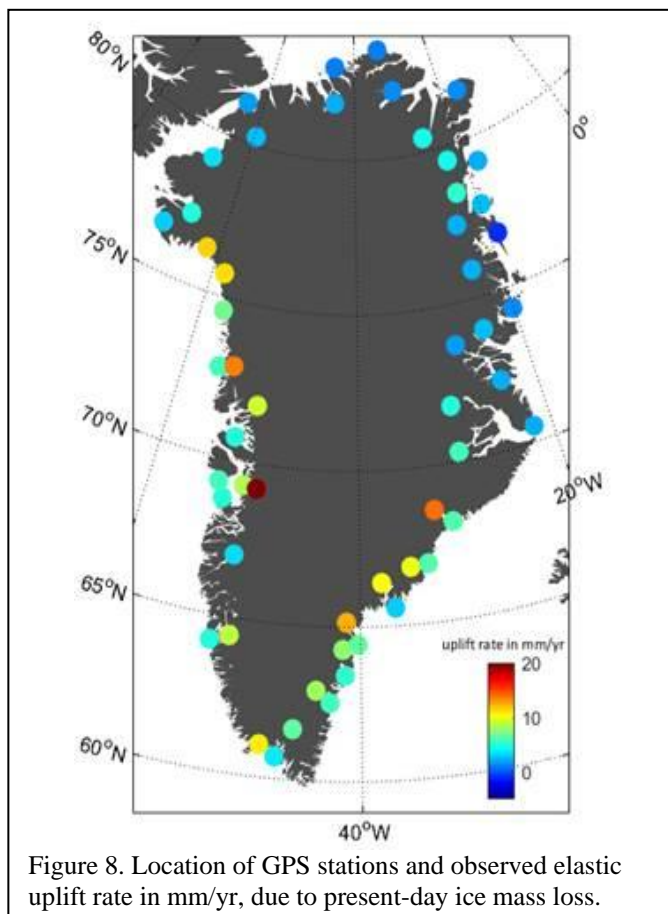 80°N
0°
75°N
70°N
20°W
65°N
uplift rate in mm/yr
20
10
0
60°N
40°W
Figure 8. Location of GPS stations and observed elastic
uplift rate in mm/yr, due to present-day ice mass loss.